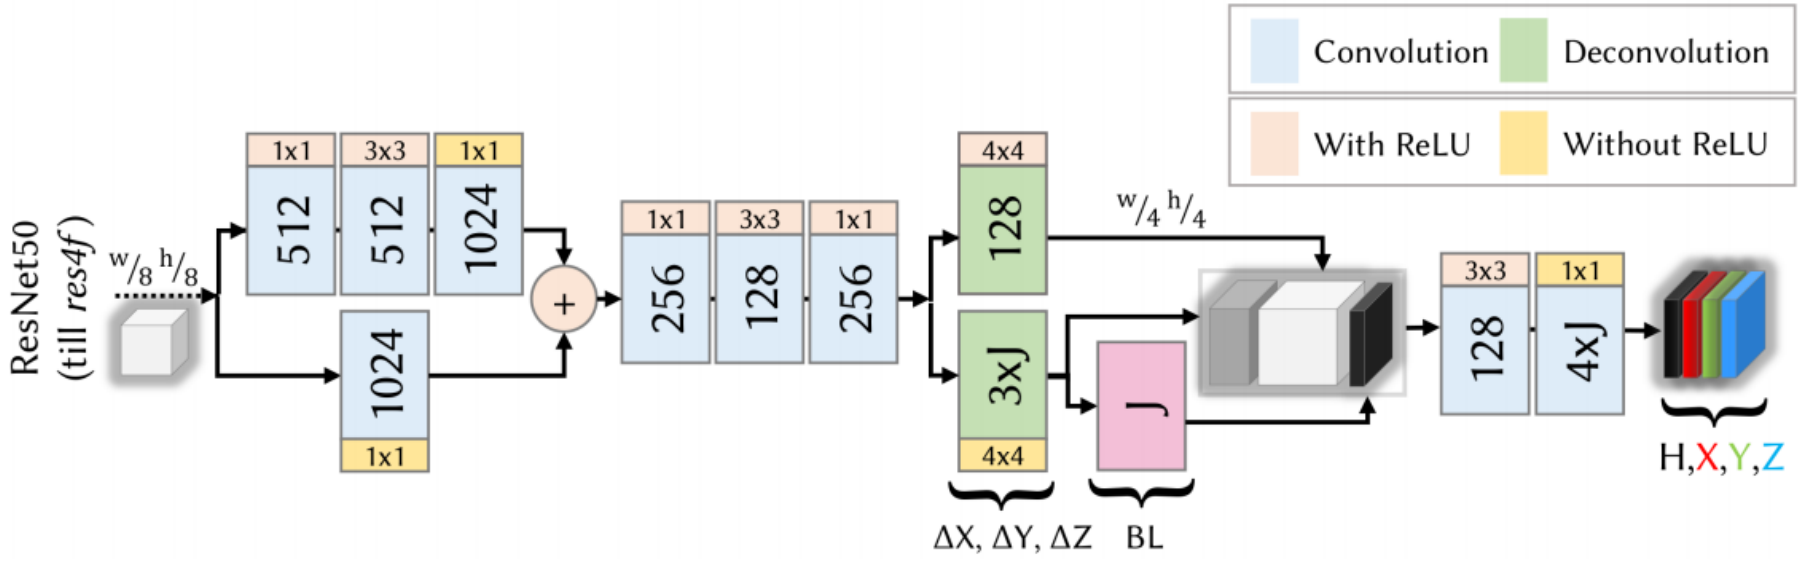 Convolution
Deconvolution
With ReLU
Without ReLU
ResNet50
(till res4f)
w/8 h/8
1x1
512
3x3
512
1x1
1024
1024
1x1
+
1x1
256
3x3
128
1x1
256
4x4
128
3xJ
4x4
ΔX, ΔY, ΔZ
J
BL
w/4 h/4
3x3
128
1x1
4xJ
H,X,Y,Z